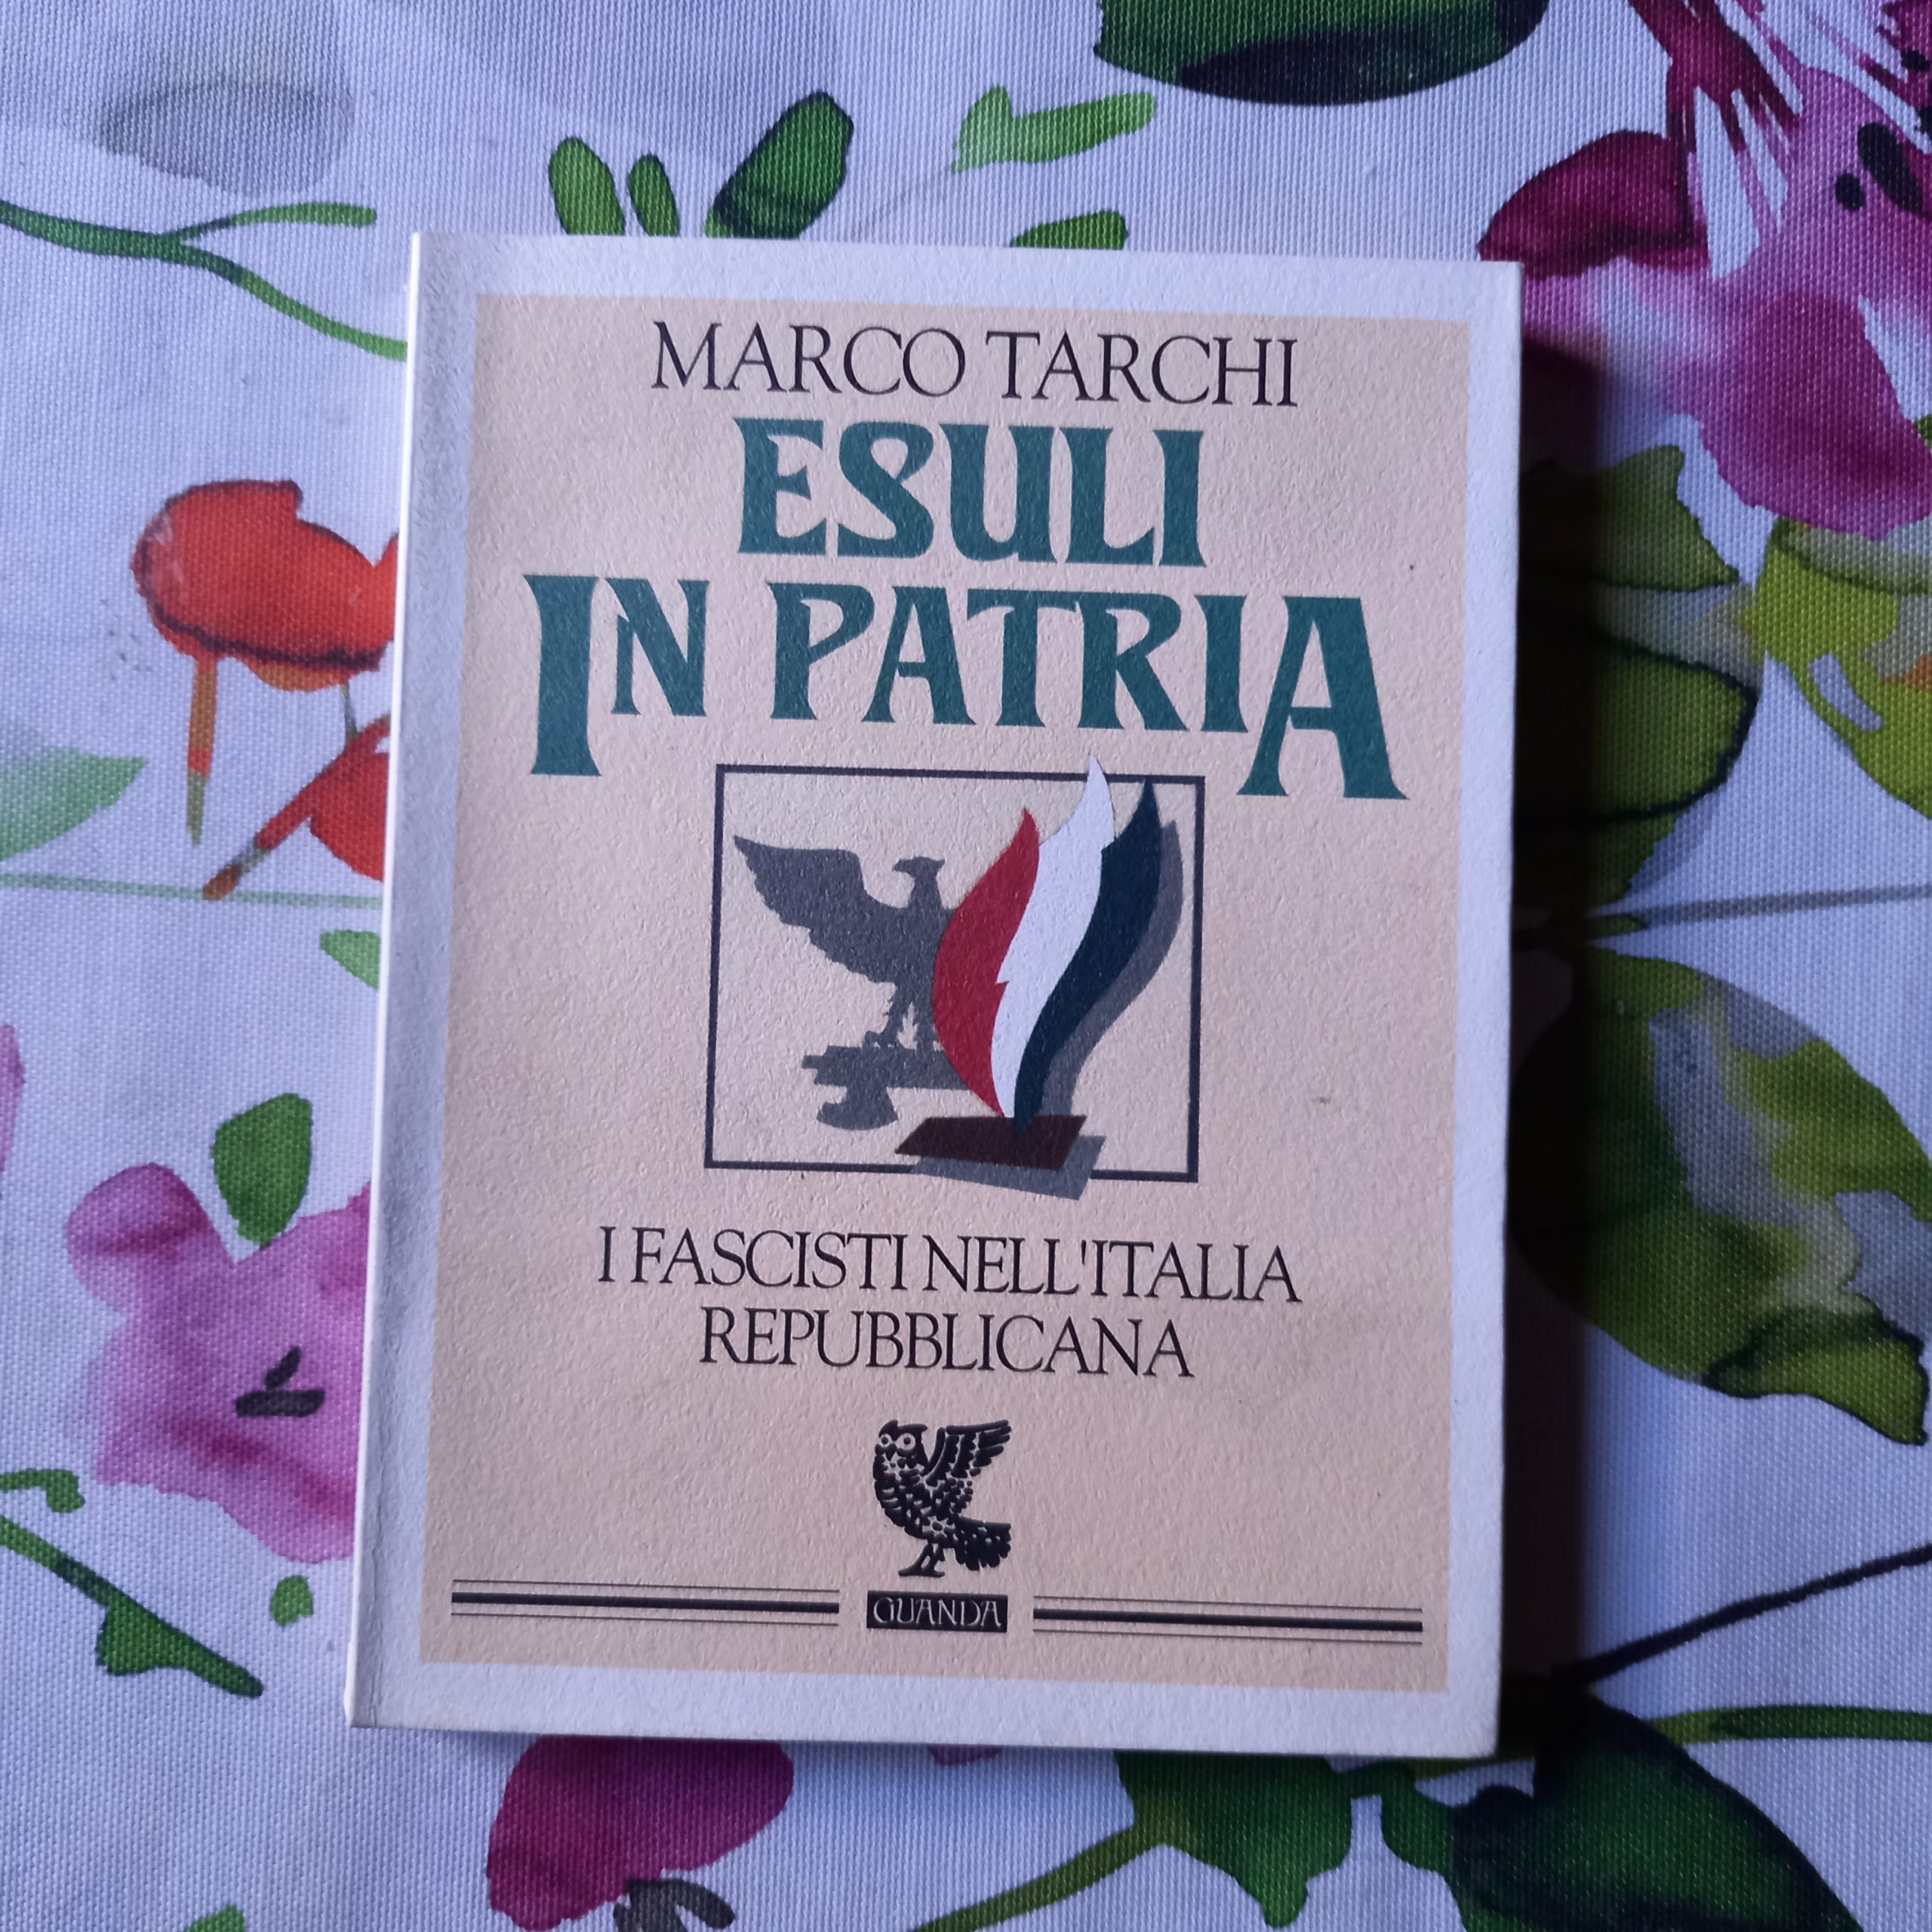 MARCO TARCHI
ESULI
IN PATRIA
I FASCISTI NELL'ITALIA
REPUBBLICANA
GUANDA